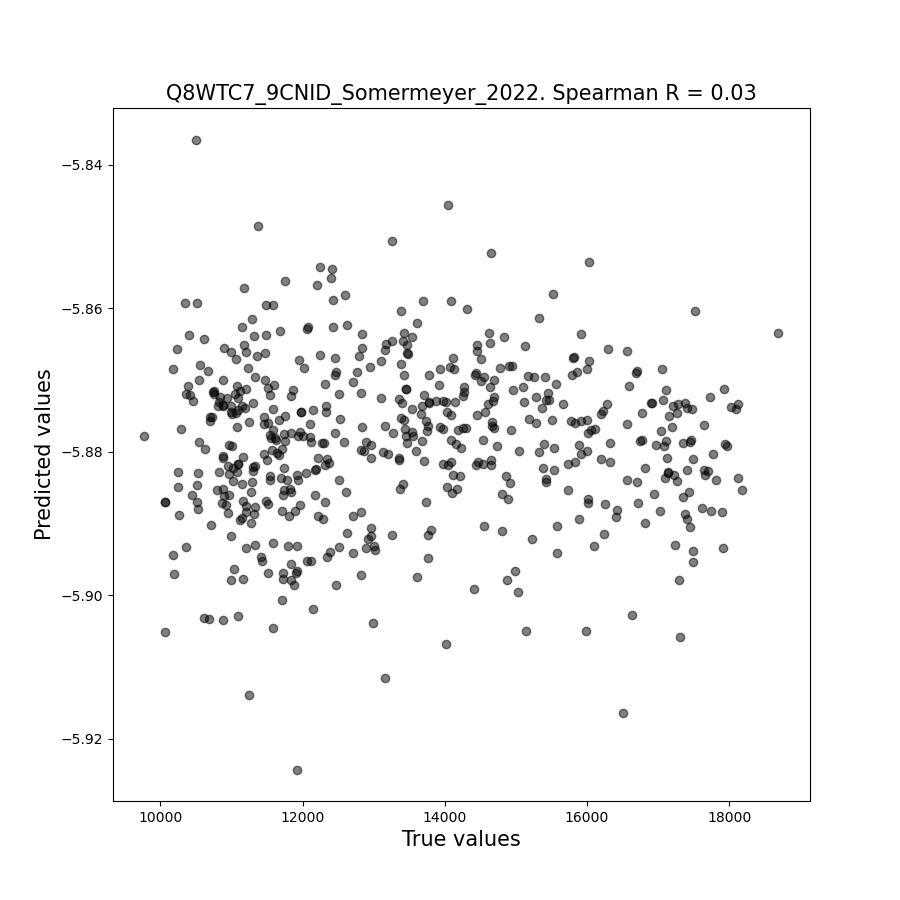 Q8WTC7_9CNID_Somermeyer_2022. Spearman R = 0.03
−5.84
−5.86
−5.88
−5.90
−5.92
Predicted values
10000 12000 14000 16000 18000
True values